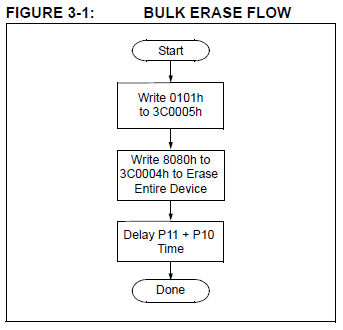 FIGURE 3-1: BULK ERASE FLOW
Start
Write 0101h
to 3C0005h
Write 8080h to
3C0004h to Erase
Entire Device
Delay P11 + P10
Time
Done